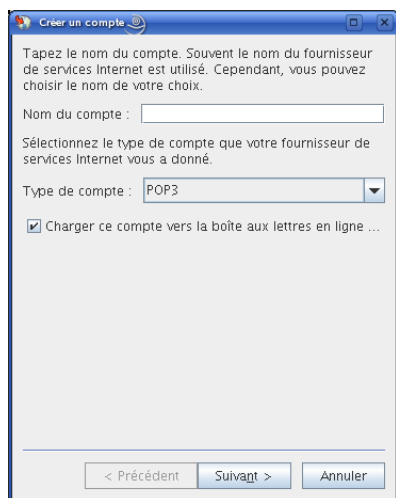 Créer un compte
Tapez le nom du compte. Souvent le nom du fournisseur
de services Internet est utilisé. Cependant, vous pouvez
choisir le nom de votre choix.
Nom du compte :
Sélectionnez le type de compte que votre fournisseur de
services Internet vous a donné.
Type de compte : POP3
Charger ce compte vers la boîte aux lettres en ligne ...
< Précédent Suivant > Annuler